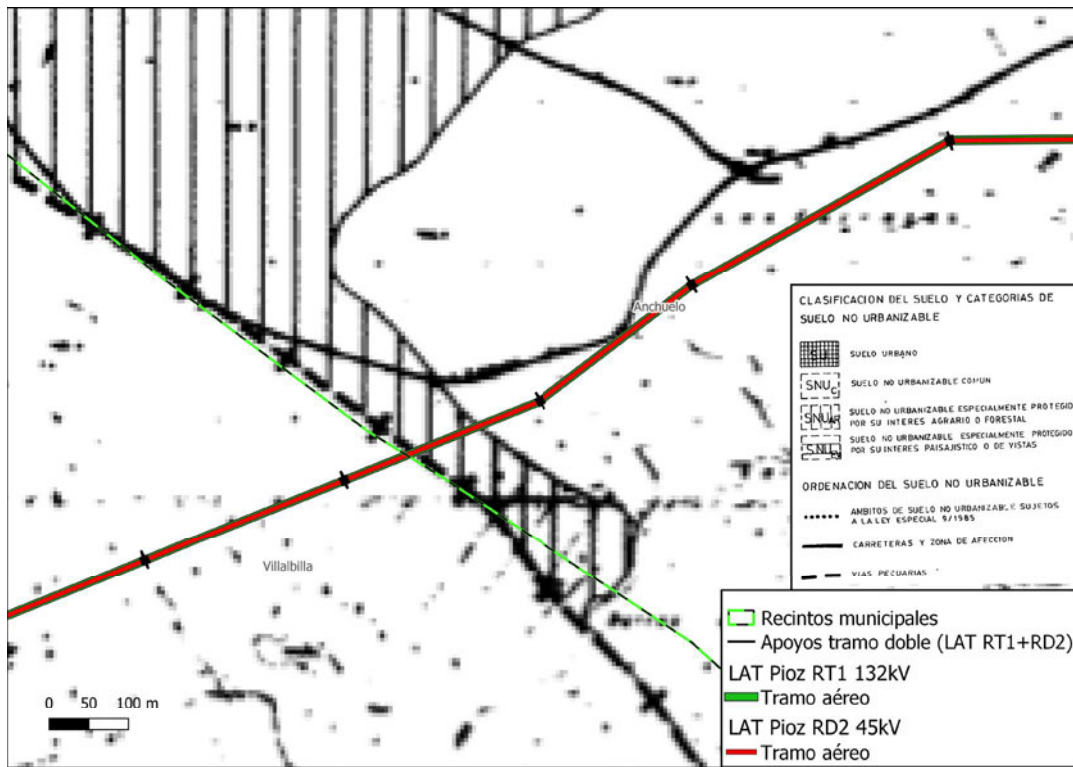 Anchuelo
Villalbilla
0 50 100 m
CLASIFICACION DEL SUELO Y CATEGORIAS DE
SUELO NO URBANIZABLE
S.U.
SUELO URBANO
SNUC
SUELO NO URBANIZABLE COMUN
SNU
SUELO NO URBANIZABLE ESPECIALMENTE PROTEGIDO
POR SU INTERES AGRARIO O FORESTAL
SNU
SUELO NO URBANIZABLE ESPECIALMENTE PROTEGIDO
POR SU INTERES PAISAJISTICO O DE VISTAS
ORDENACION DEL SUELO NO URBANIZABLE
AMBITOS DE SUELO NO URBANIZABLE SUJETOS
A LA LEY ESPECIAL 9/1985
CARRETERAS Y ZONA DE AFECCION
VIAS PECUARIAS
Recintos municipales
Apoyos tramo doble (LAT RT1+RD2)
LAT Pioz RT1 132kV
Tramo aéreo
LAT Pioz RD2 45kV
Tramo aéreo